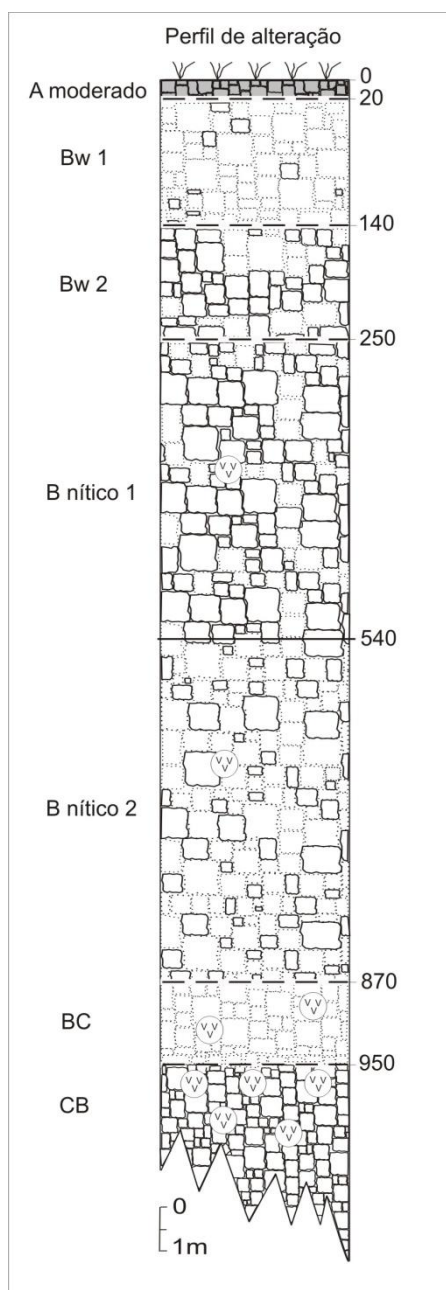 Perfil de alteração
0
A moderado
20
Bw 1
140
Bw 2
250
B nítico 1
540
B nítico 2
870
BC
950
CB
0
1m